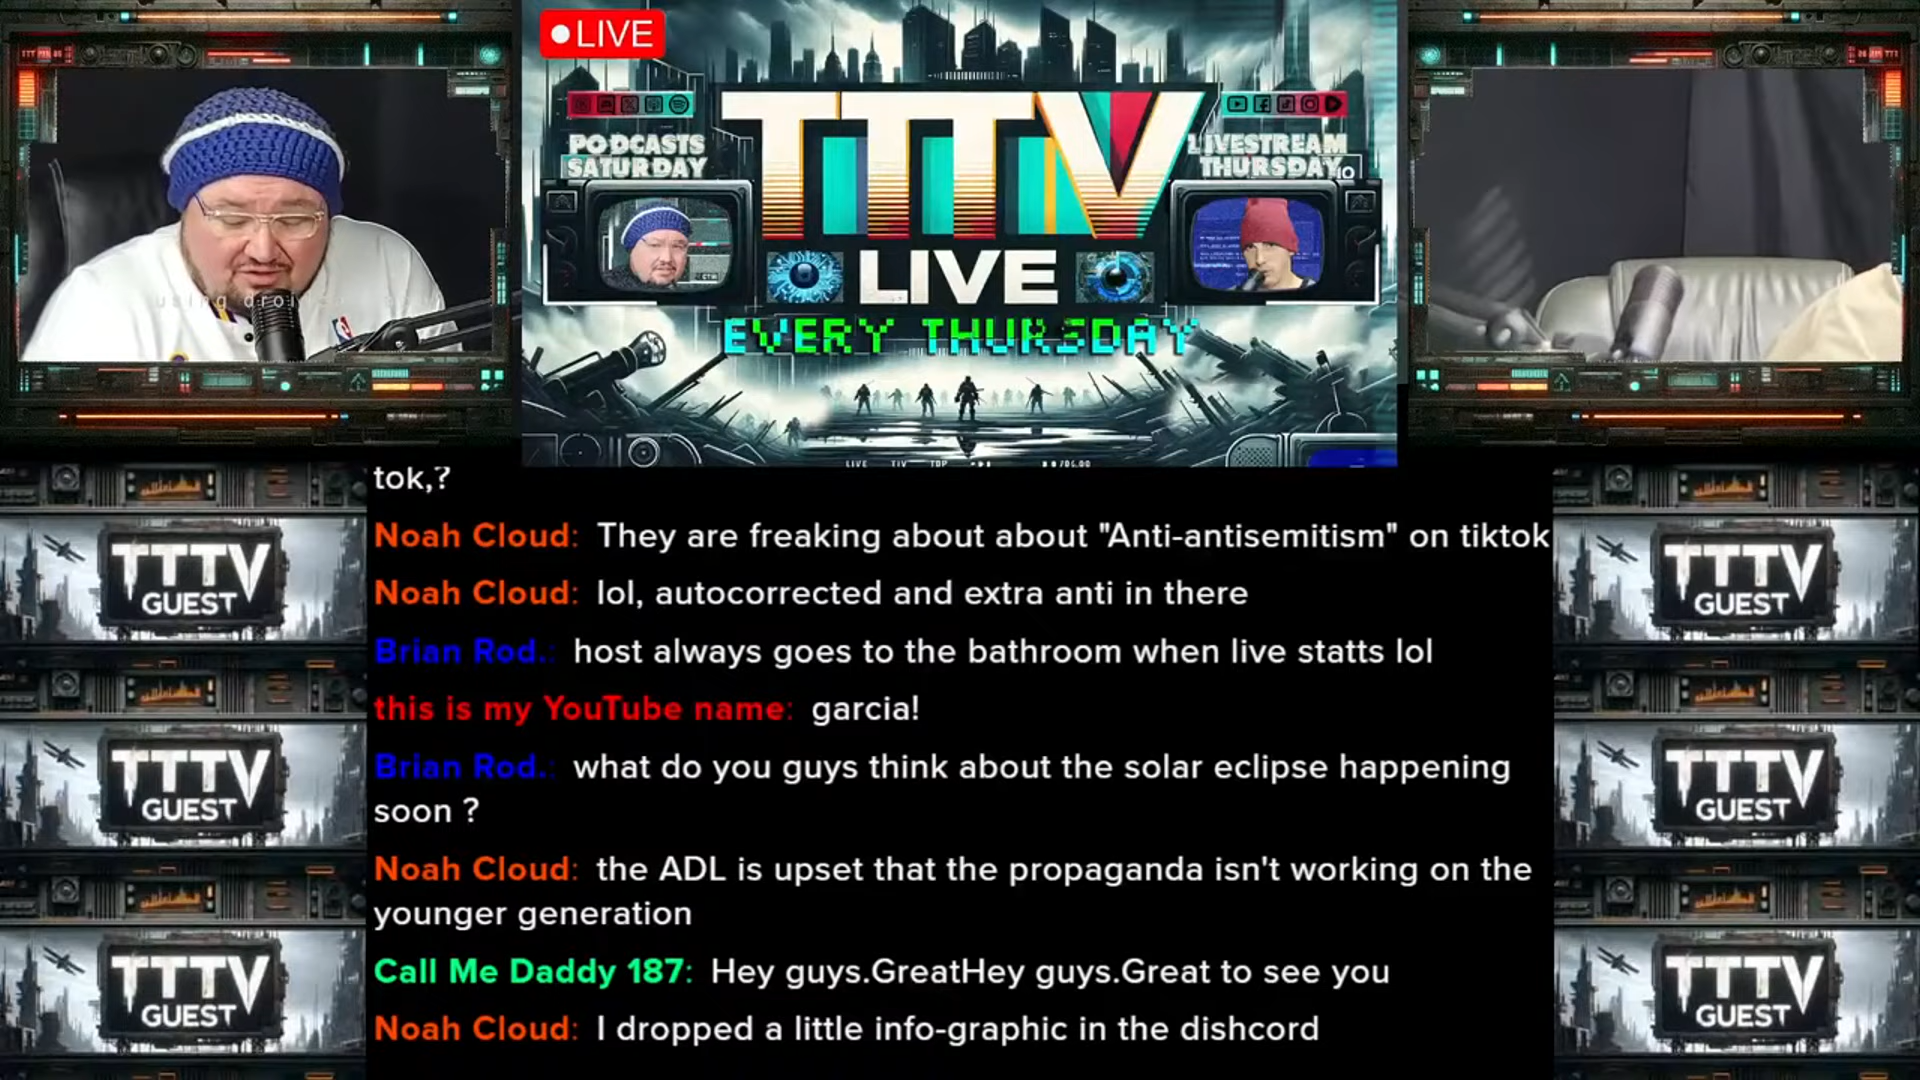 LIVE
TTTV
PODCASTS
SATURDAY
LIVESTREAM
THURSDAY
LIVE
EVERY THURSDAY
tok,?
Noah Cloud: They are freaking about about "Anti-antisemitism" on tiktok
Noah Cloud: lol, autocorrected and extra anti in there
Brian Rod.: host always goes to the bathroom when live statts lol
this is my YouTube name: garcia!
Brian Rod.: what do you guys think about the solar eclipse happening
soon ?
Noah Cloud: the ADL is upset that the propaganda isn't working on the
younger generation
Call Me Daddy 187: Hey guys.GreatHey guys.Great to see you
Noah Cloud: I dropped a little info-graphic in the dishcord
TTTV
GUEST
TTTV
GUEST
TTTV
GUEST
TTTV
GUEST
TTTV
GUEST
TTTV
GUEST